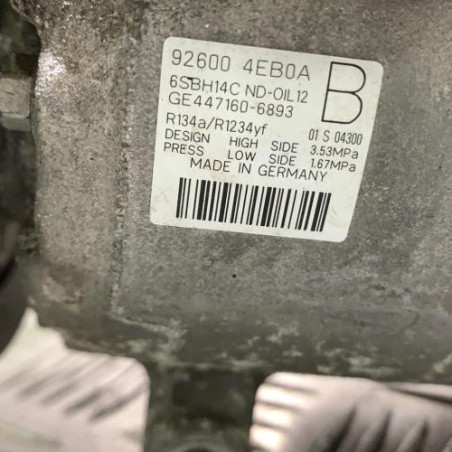 92600 4EB0A B
6SBH14C ND-OIL12
GE447160-6893
R134a/R1234yf 01 S 04300
DESIGN HIGH SIDE 3.53MPa
PRESS LOW SIDE 1.67MPa
MADE IN GERMANY